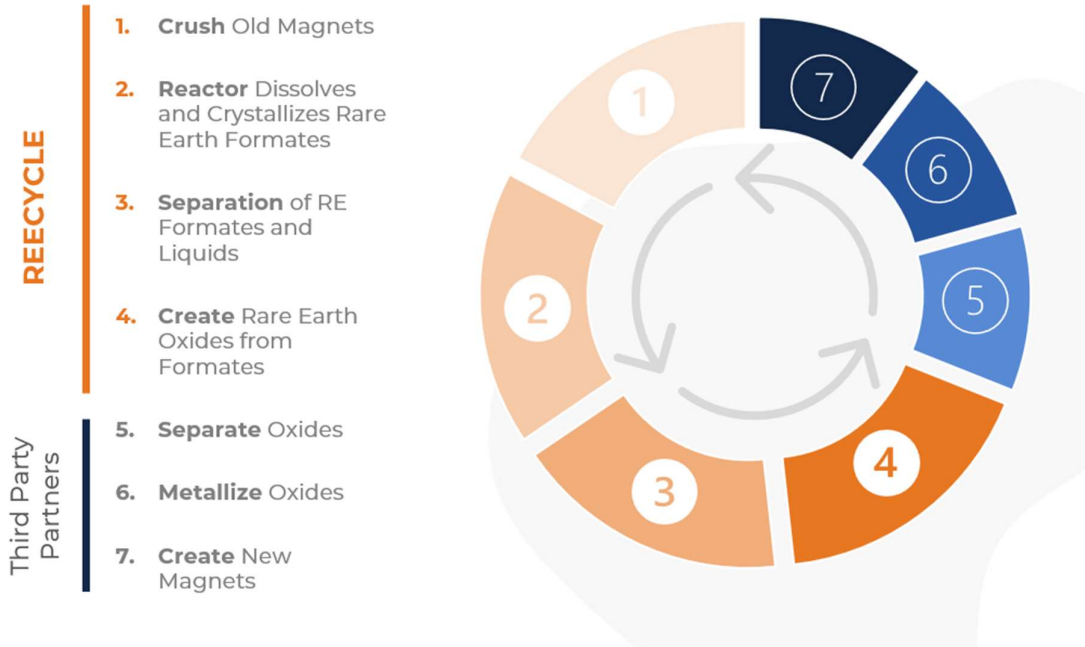 REECYCLE
1. Crush Old Magnets
2. Reactor Dissolves
and Crystallizes Rare
Earth Formates
3. Separation of RE
Formates and
Liquids
4. Create Rare Earth
Oxides from
Formates
Third Party
Partners
5. Separate Oxides
6. Metallize Oxides
7. Create New
Magnets
1
2
3
4
5
6
7